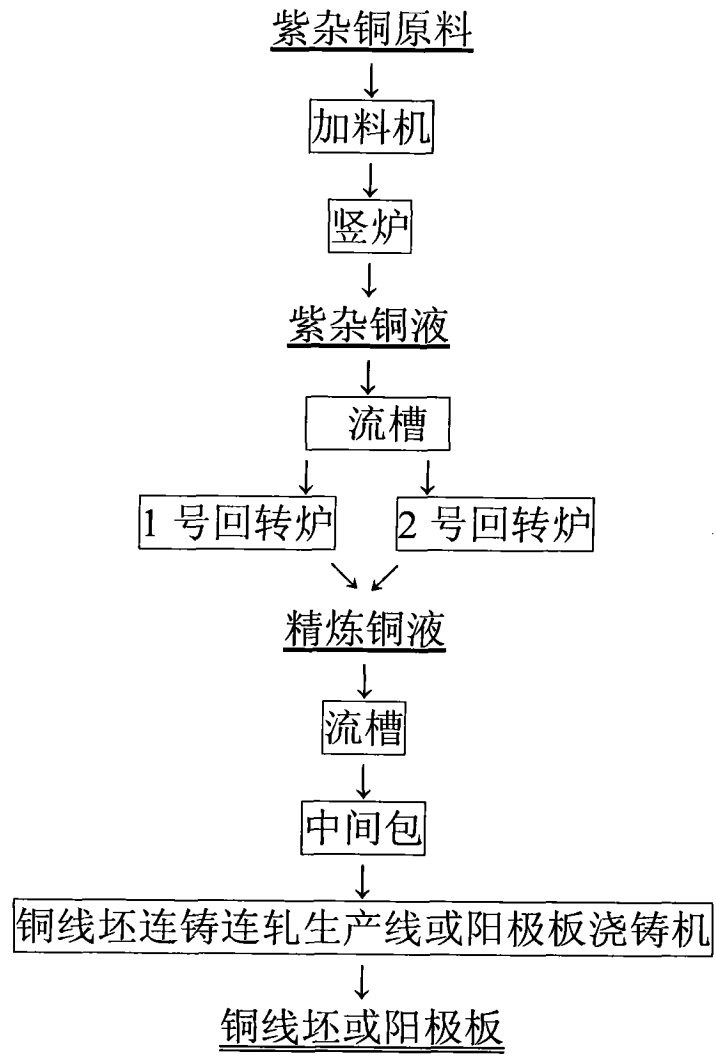 紫杂铜原料
加料机
竖炉
紫杂铜液
流槽
1号回转炉 2号回转炉
精炼铜液
流槽
中间包
铜线坯连铸连轧生产线或阳极板浇铸机
铜线坯或阳极板